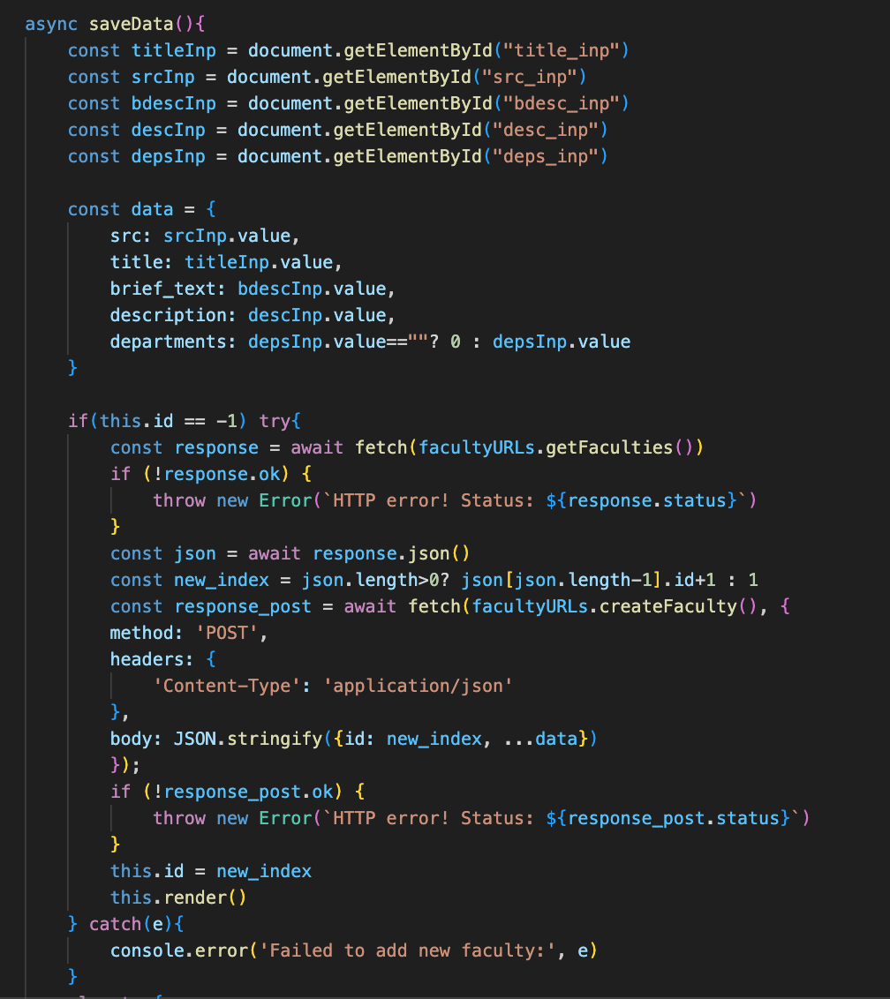 async saveData(){
    const titleInp = document.getElementById("title_inp")
    const srcInp = document.getElementById("src_inp")
    const bdescInp = document.getElementById("bdesc_inp")
    const descInp = document.getElementById("desc_inp")
    const depsInp = document.getElementById("deps_inp")

    const data = {
        src: srcInp.value,
        title: titleInp.value,
        brief_text: bdescInp.value,
        description: descInp.value,
        departments: depsInp.value==""? 0 : depsInp.value
    }

    if(this.id == -1) try{
        const response = await fetch(facultyURLs.getFaculties())
        if (!response.ok) {
            throw new Error(`HTTP error! Status: ${response.status}`)
        }
        const json = await response.json()
        const new_index = json.length>0? json[json.length-1].id+1 : 1
        const response_post = await fetch(facultyURLs.createFaculty(), {
        method: 'POST',
        headers: {
            'Content-Type': 'application/json'
        },
        body: JSON.stringify({id: new_index, ...data})
        });
        if (!response_post.ok) {
            throw new Error(`HTTP error! Status: ${response_post.status}`)
        }
        this.id = new_index
        this.render()
    } catch(e){
        console.error('Failed to add new faculty:', e)
    }